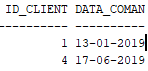 ID_CLIENT DATA_COMAN
---------- ----------
1 13-01-2019
4 17-06-2019